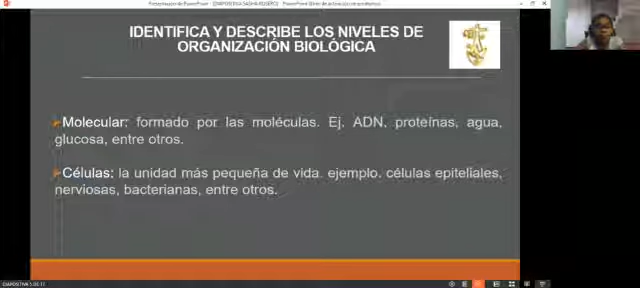 IDENTIFICA Y DESCRIBE LOS NIVELES DE
ORGANIZACIÓN BIOLÓGICA
Molecular: formado por las moléculas. Ej. ADN, proteínas, agua,
glucosa, entre otros.
Células: la unidad más pequeña de vida. ejemplo. células epiteliales,
nerviosas, bacterianas, entre otros.